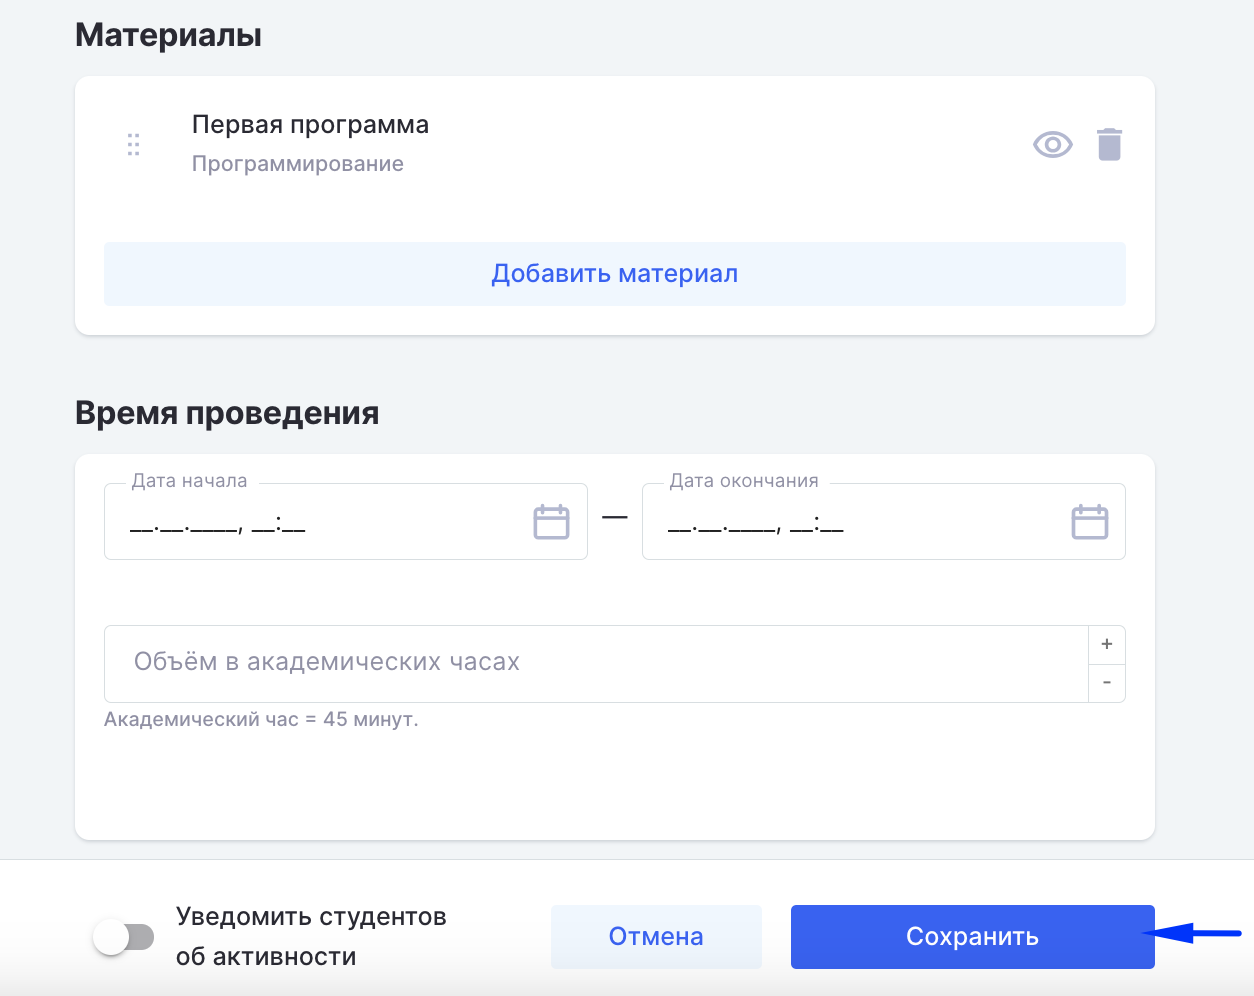 Материалы
Первая программа
Программирование
Добавить материал
Время проведения
Дата начала
__.__.____, __:__
—
Дата окончания
__.__.____, __:__
Объём в академических часах
+
-
Академический час = 45 минут.
Уведомить студентов
об активности
Отмена
Сохранить